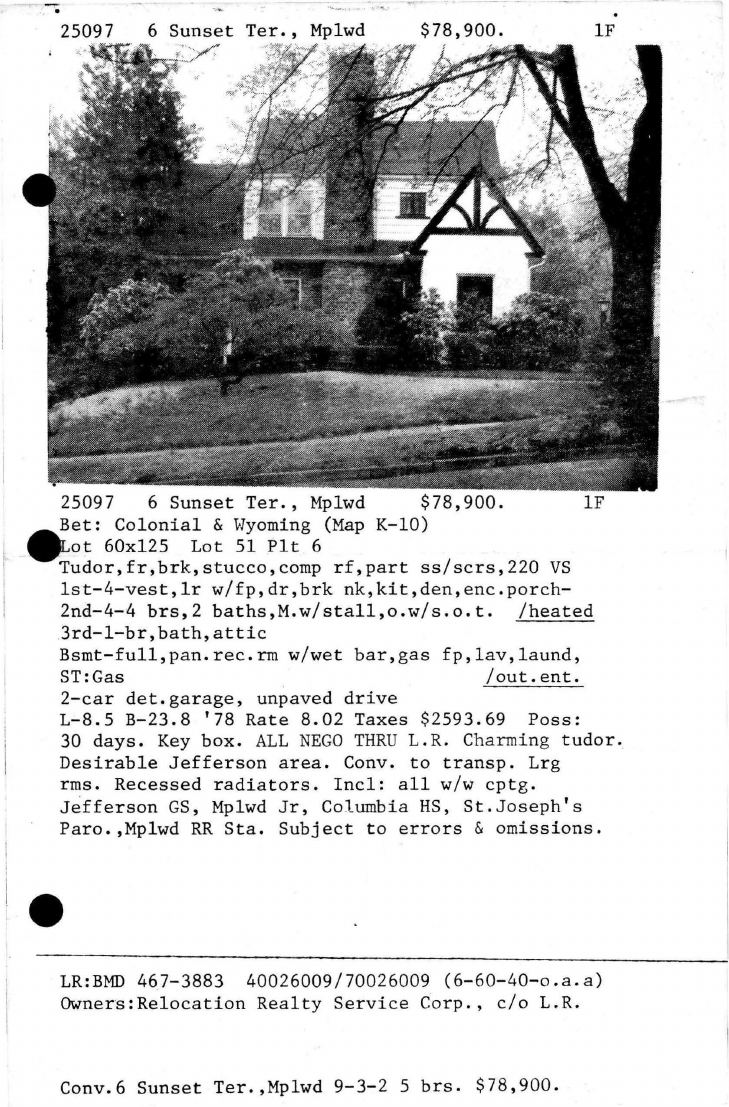 25097 6 Sunset Ter., Mplwd $78,900. 1F
25097 6 Sunset Ter., Mplwd $78,900. 1F
Bet: Colonial & Wyoming (Map K-10)
Lot 60x125 Lot 51 Plt 6
Tudor,fr,brk,stucco,comp rf,part ss/scrs,220 VS
1st-4-vest,lr w/fp,dr,brk nk,kit,den,enc.porch-
2nd-4-4 brs,2 baths,M.w/stall,o.w/s.o.t. /heated
3rd-1-br,bath,attic
Bsmt-full,pan.rec.rm w/wet bar,gas fp,lav,laund,
ST:Gas /out.ent.
2-car det.garage, unpaved drive
L-8.5 B-23.8 '78 Rate 8.02 Taxes $2593.69 Poss:
30 days. Key box. ALL NEGO THRU L.R. Charming tudor.
Desirable Jefferson area. Conv. to transp. Lrg
rms. Recessed radiators. Incl: all w/w cptg.
Jefferson GS, Mplwd Jr, Columbia HS, St.Joseph's
Paro.,Mplwd RR Sta. Subject to errors & omissions.
LR:BMD 467-3883 40026009/70026009 (6-60-40-o.a.a)
Owners:Relocation Realty Service Corp., c/o L.R.
Conv.6 Sunset Ter.,Mplwd 9-3-2 5 brs. $78,900.